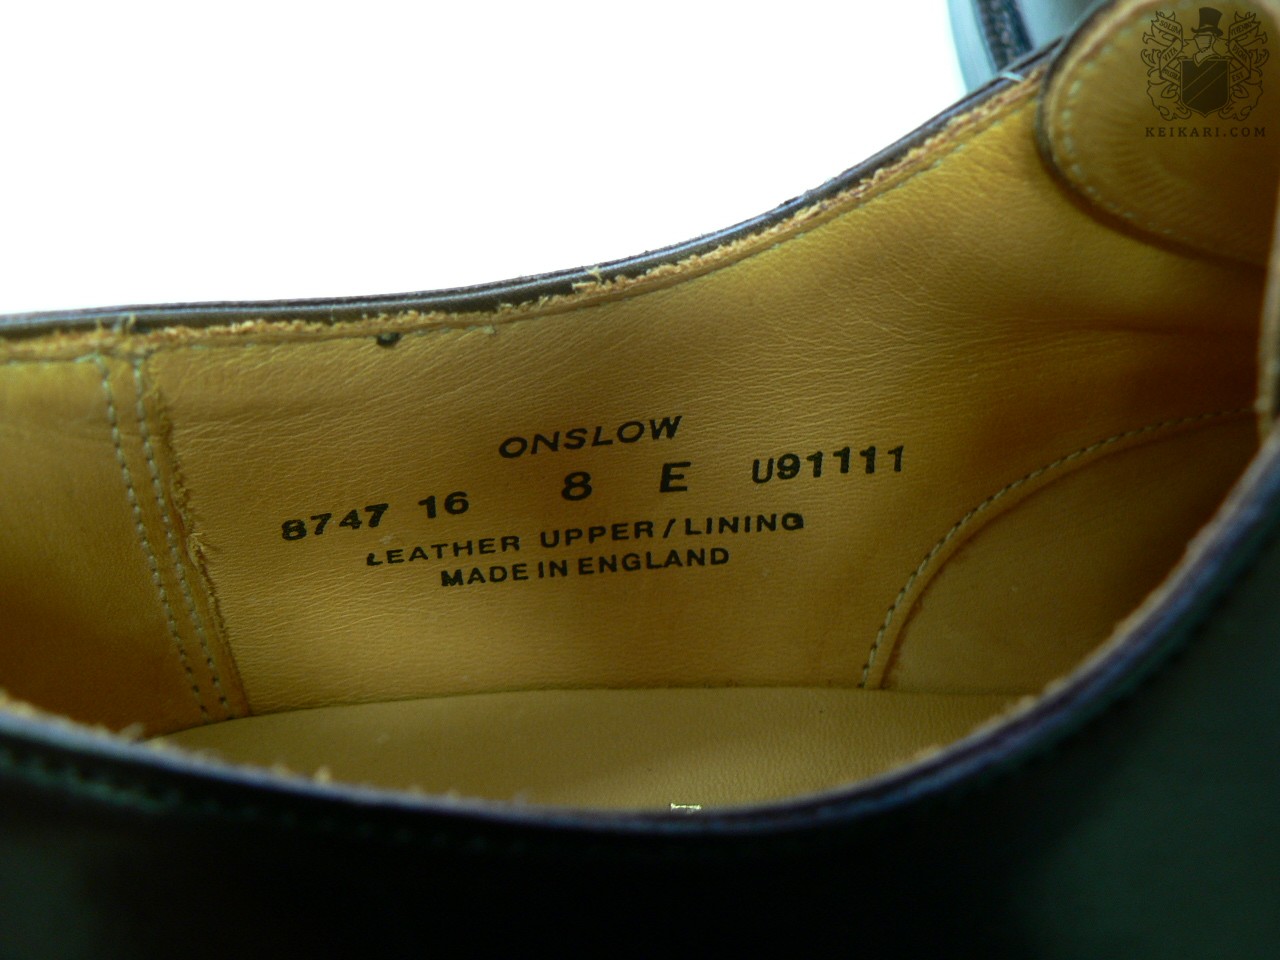 KEIKARI.COM
ONSLOW
8747 16 8 E U91111
LEATHER UPPER/LINING
MADE IN ENGLAND